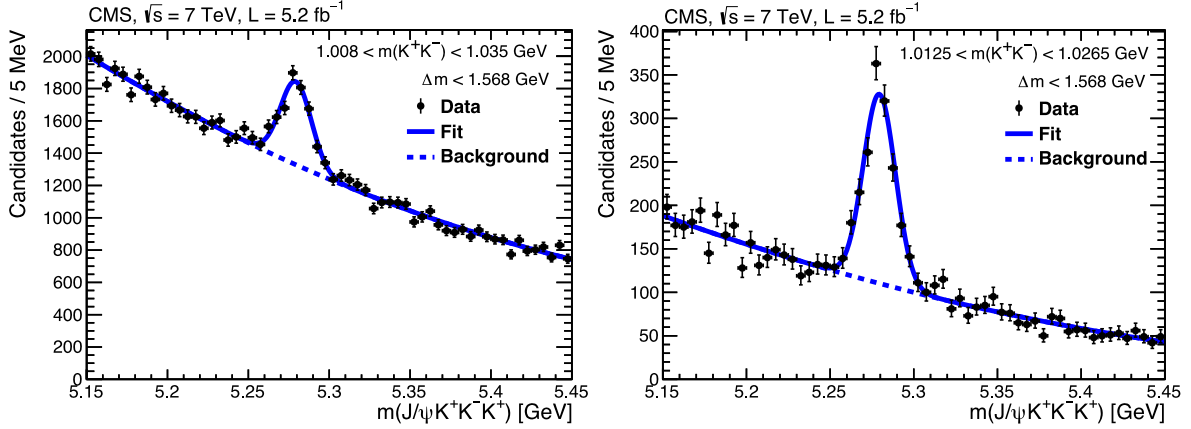 CMS, √s = 7 TeV, L = 5.2 fb⁻¹
1.008 < m(K⁺K⁻) < 1.035 GeV
Δm < 1.568 GeV
Data
Fit
Background
Candidates / 5 MeV
2000
1800
1600
1400
1200
1000
800
600
400
200
0
5.15 5.2 5.25 5.3 5.35 5.4 5.45
m(J/ψK⁺K⁻K⁺) [GeV]
CMS, √s = 7 TeV, L = 5.2 fb⁻¹
1.0125 < m(K⁺K⁻) < 1.0265 GeV
Δm < 1.568 GeV
Data
Fit
Background
Candidates / 5 MeV
400
350
300
250
200
150
100
50
0
5.15 5.2 5.25 5.3 5.35 5.4 5.45
m(J/ψK⁺K⁻K⁺) [GeV]